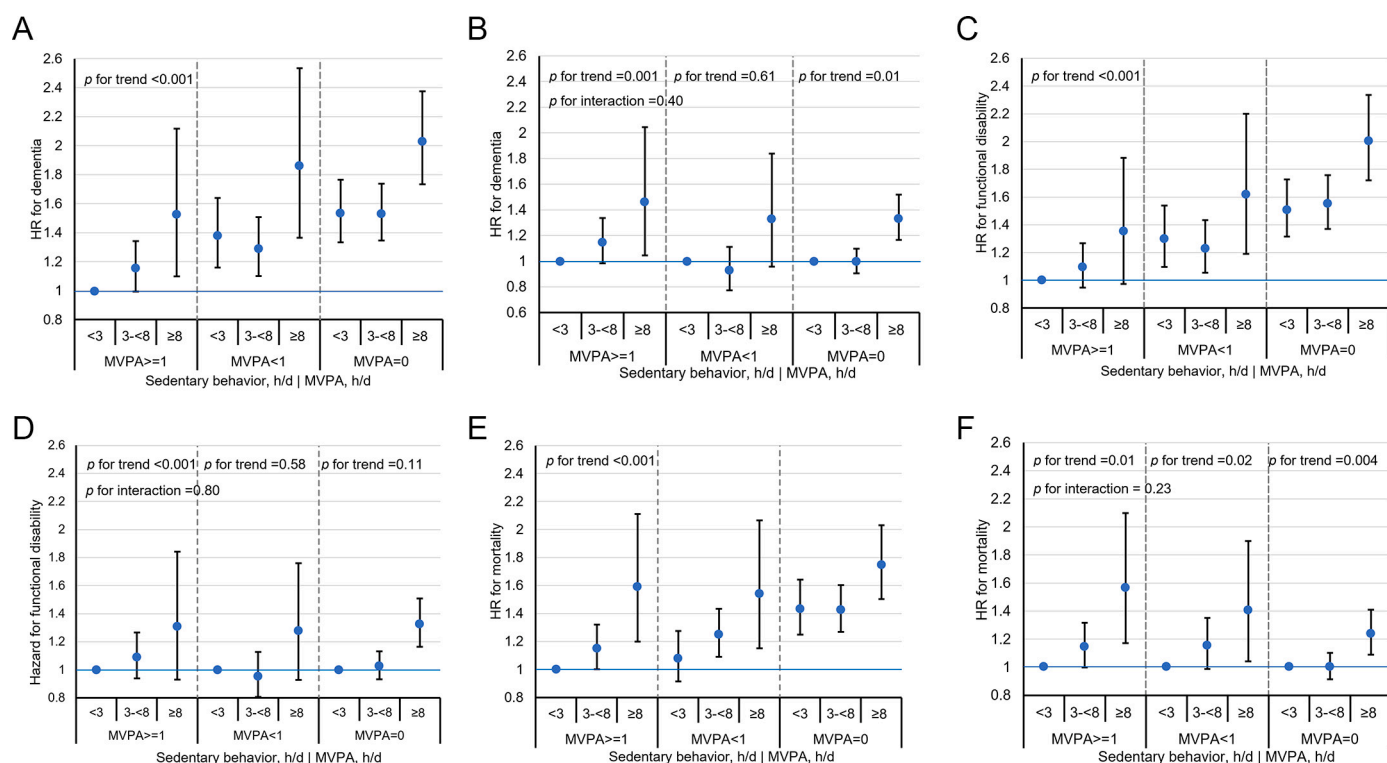 A
2.6
2.4
2.2
2
1.8
1.6
1.4
1.2
1
0.8
HR for dementia
p for trend <0.001
<3 3-<8 ≥8 <3 3-<8 ≥8 <3 3-<8 ≥8
MVPA>=1 MVPA<1 MVPA=0
Sedentary behavior, h/d | MVPA, h/d
B
2.6
2.4
2.2
2
1.8
1.6
1.4
1.2
1
0.8
0.6
HR for dementia
p for trend =0.001 p for trend =0.61 p for trend =0.01
p for interaction =0.40
<3 3-<8 ≥8 <3 3-<8 ≥8 <3 3-<8 ≥8
MVPA>=1 MVPA<1 MVPA=0
Sedentary behavior, h/d | MVPA, h/d
C
2.6
2.4
2.2
2
1.8
1.6
1.4
1.2
1
0.8
HR for functional disability
p for trend <0.001
<3 3-<8 ≥8 <3 3-<8 ≥8 <3 3-<8 ≥8
MVPA>=1 MVPA<1 MVPA=0
Sedentary behavior, h/d | MVPA, h/d
D
2.6
2.4
2.2
2
1.8
1.6
1.4
1.2
1
0.8
Hazard for functional disability
p for trend <0.001 p for trend =0.58 p for trend =0.11
p for interaction =0.80
<3 3-<8 ≥8 <3 3-<8 ≥8 <3 3-<8 ≥8
MVPA>=1 MVPA<1 MVPA=0
Sedentary behavior, h/d | MVPA, h/d
E
2.6
2.4
2.2
2
1.8
1.6
1.4
1.2
1
0.8
HR for mortality
p for trend <0.001
<3 3-<8 ≥8 <3 3-<8 ≥8 <3 3-<8 ≥8
MVPA>=1 MVPA<1 MVPA=0
Sedentary behavior, h/d | MVPA, h/d
F
2.6
2.4
2.2
2
1.8
1.6
1.4
1.2
1
0.8
HR for mortality
p for trend =0.01 p for trend =0.02 p for trend =0.004
p for interaction = 0.23
<3 3-<8 ≥8 <3 3-<8 ≥8 <3 3-<8 ≥8
MVPA>=1 MVPA<1 MVPA=0
Sedentary behavior, h/d | MVPA, h/d